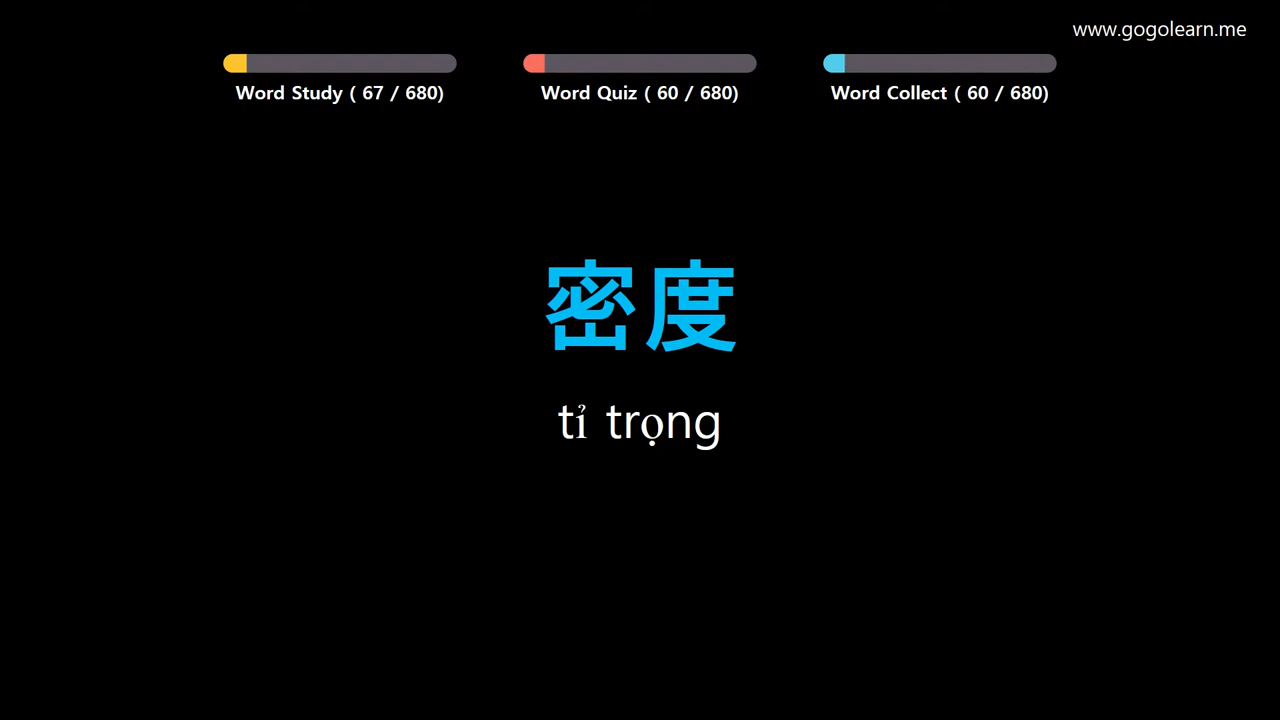 www.gogolearn.me
Word Study ( 67 / 680)
Word Quiz ( 60 / 680)
Word Collect ( 60 / 680)
密度
tỉ trọng